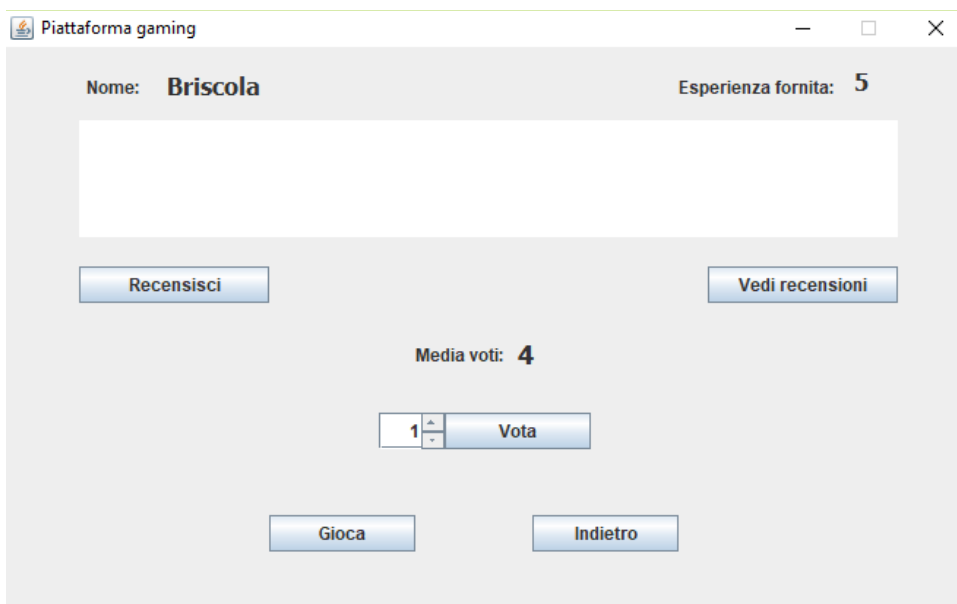 Piattaforma gaming
Nome: Briscola Esperienza fornita: 5
Recensisci Vedi recensioni
Media voti: 4
1 Vota
Gioca Indietro